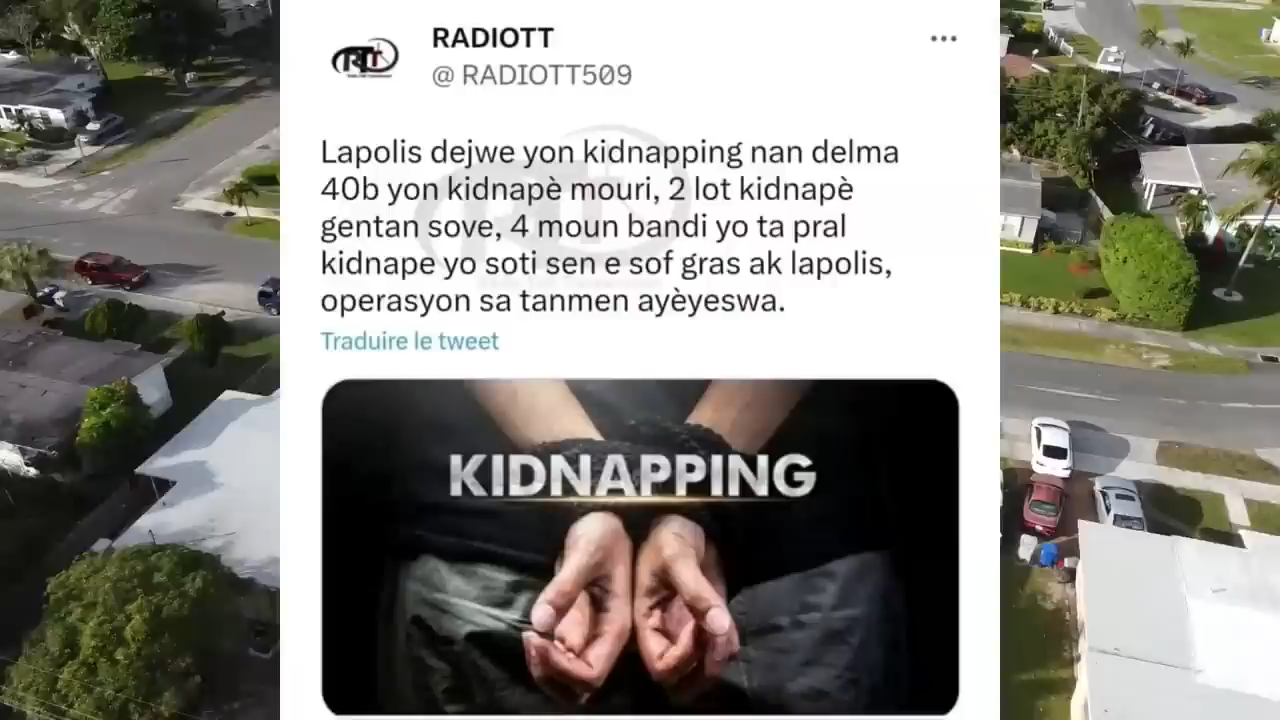 RADIOTT
@ RADIOTT509
Lapolis dejwe yon kidnapping nan delma
40b yon kidnapè mouri, 2 lot kidnapè
gentan sove, 4 moun bandi yo ta pral
kidnape yo soti sen e sof gras ak lapolis,
operasyon sa tanmen ayèyeswa.
Traduire le tweet
KIDNAPPING